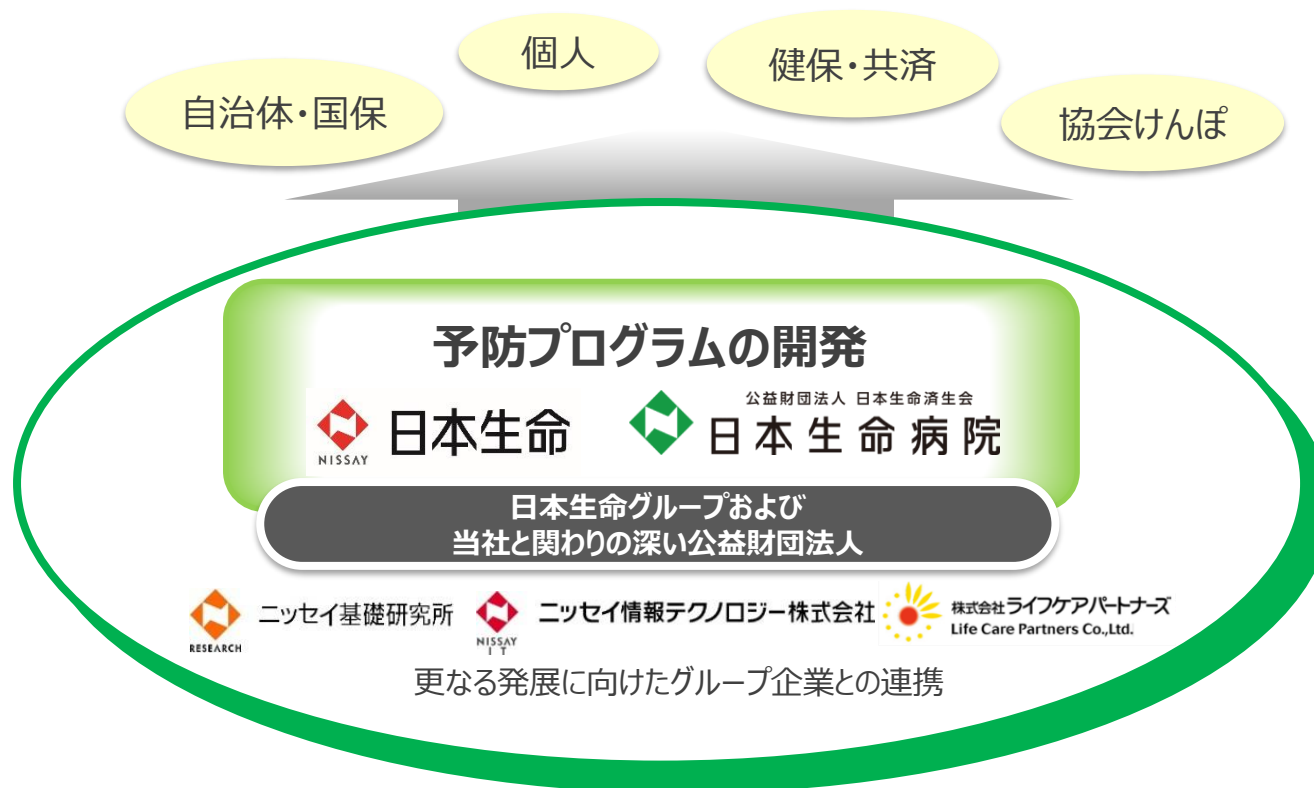 個人
健保・共済
自治体・国保
協会けんぽ
予防プログラムの開発
NISSAY
日本生命
公益財団法人 日本生命済生会
日本生命病院
日本生命グループおよび
当社と関わりの深い公益財団法人
RESEARCH
ニッセイ基礎研究所
NISSAY
IT
ニッセイ情報テクノロジー株式会社
株式会社ライフケアパートナーズ
Life Care Partners Co.,Ltd.
更なる発展に向けたグループ企業との連携